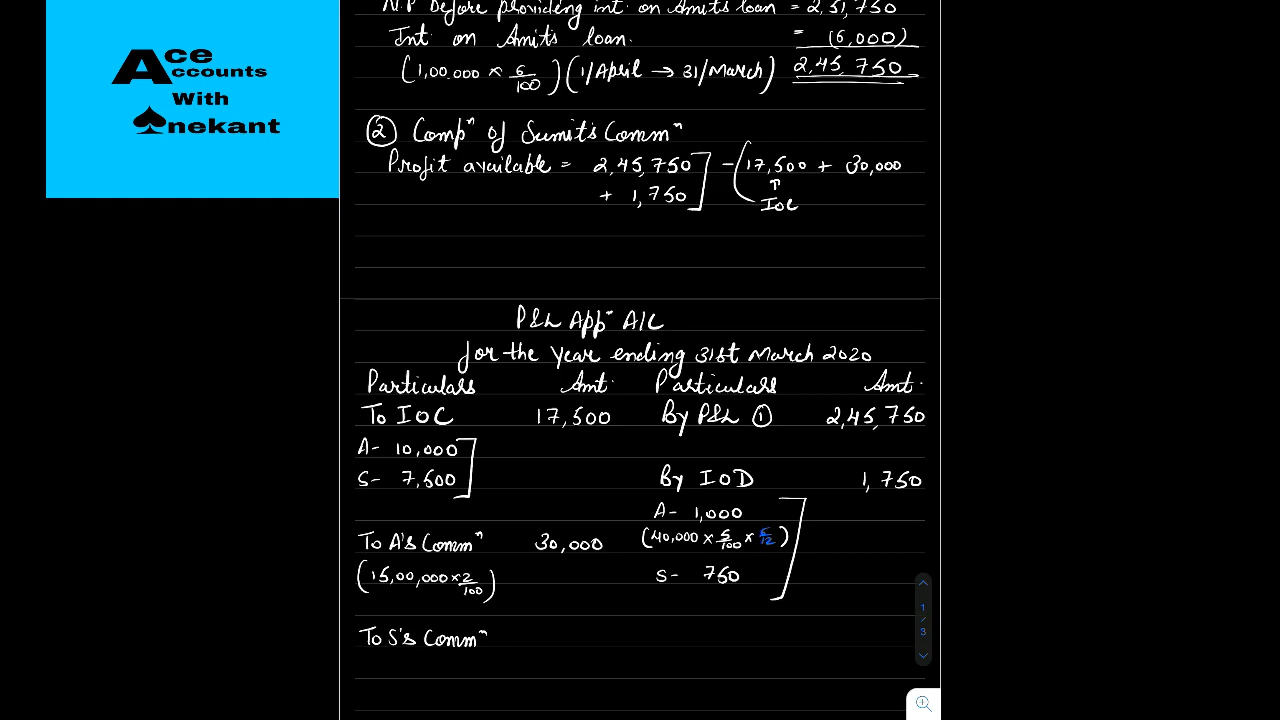 Ace
Accounts
With
Anekant
N.P Before providing int. on Amits loan = 2,51,750
Int on Amits loan. = (6,000)
(1,00,000 × 6/100) (1/April → 31/March) 2,45,750
② Compⁿ of Sumit's Commⁿ
Profit available = 2,45,750] - (17,500 + 30,000
+ 1,750 ↑
IOC
P&L Appⁿ A/C
for the Year ending 31st March 2020
Particulars Amt. Particulars Amt.
To IOC 17,500 By P&L ① 2,45,750
A- 10,000
S- 7,500 By IOD 1,750
A- 1,000
To A's Commⁿ 30,000 (40,000 × 5/100 × 6/12)
(15,00,000 × 2/100) S- 750
To S's Commⁿ
1
/
3